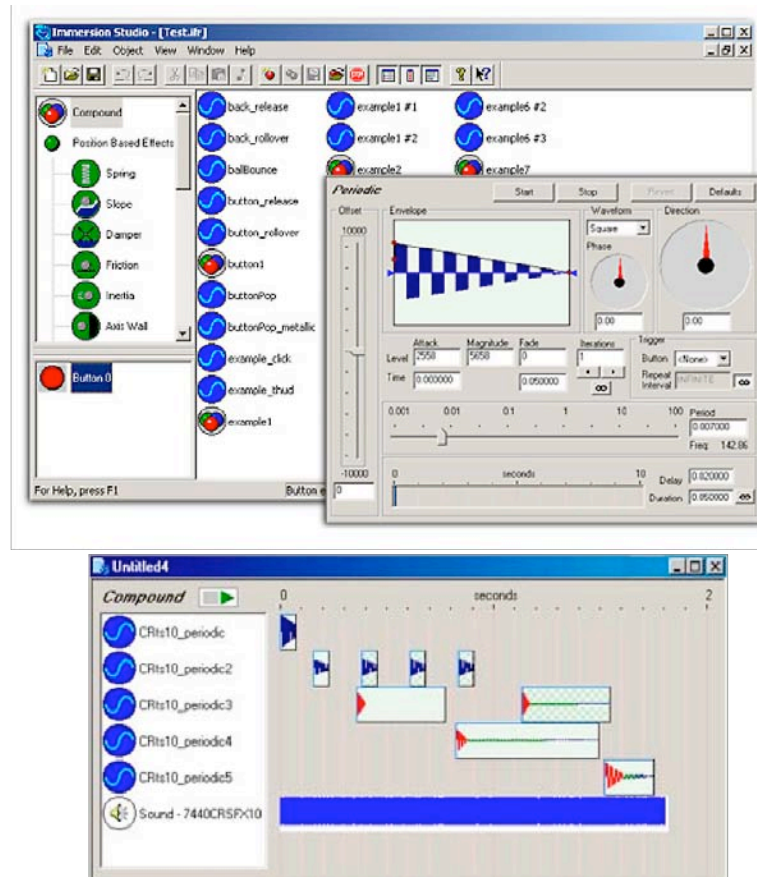 Immersion Studio - [Test.ifr]
File Edit Object View Window Help
Compound
Position Based Effects
Spring
Slope
Damper
Friction
Inertia
Axis Wall
Button 0
back_release
back_rollover
ballBounce
button_release
button_rollover
button1
buttonPop
buttonPop_metallic
example_click
example_thud
example1
example1 #1
example1 #2
example2
example6 #2
example6 #3
example7
For Help, press F1
Button e
Periodic
Start Stop Revert Defaults
Offset
10000
-10000
0
Envelope
Waveform
Square
Phase
0.00
Direction
0.00
Attack Magnitude Fade Iterations
Level 2558 5658 0 1
Time 0.000000 0.050000
Trigger
Button <None>
Repeat Interval INFINITE
0.001 0.01 0.1 1 10 100
Period
0.007000
Freq: 142.86
0 seconds 10
Delay 0.020000
Duration 0.050000
Untitled4
Compound
0 seconds 2
CRts10_periodic
CRts10_periodic2
CRts10_periodic3
CRts10_periodic4
CRts10_periodic5
Sound - 7440CRSFX10